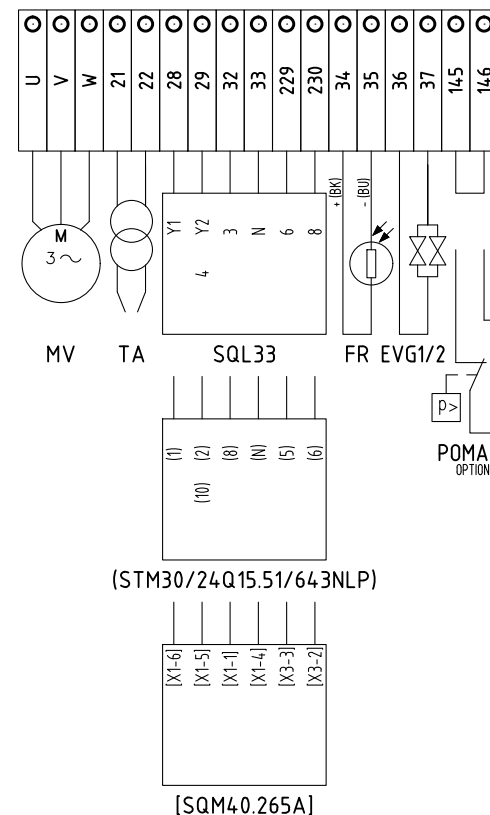 U V W 21 22 28 29 32 33 229 230 34 35 36 37 145 146
+ (BK) - (BU)
Y1 Y2 3 N 6 8
4
M
3~
MV TA SQL33 FR EVG1/2
p>
POMA
OPTION
(1) (2) (8) (N) (5) (6)
(10)
(STM30/24Q15.51/643NLP)
[X1-6] [X1-5] [X1-1] [X1-4] [X3-3] [X3-2]
[SQM40.265A]